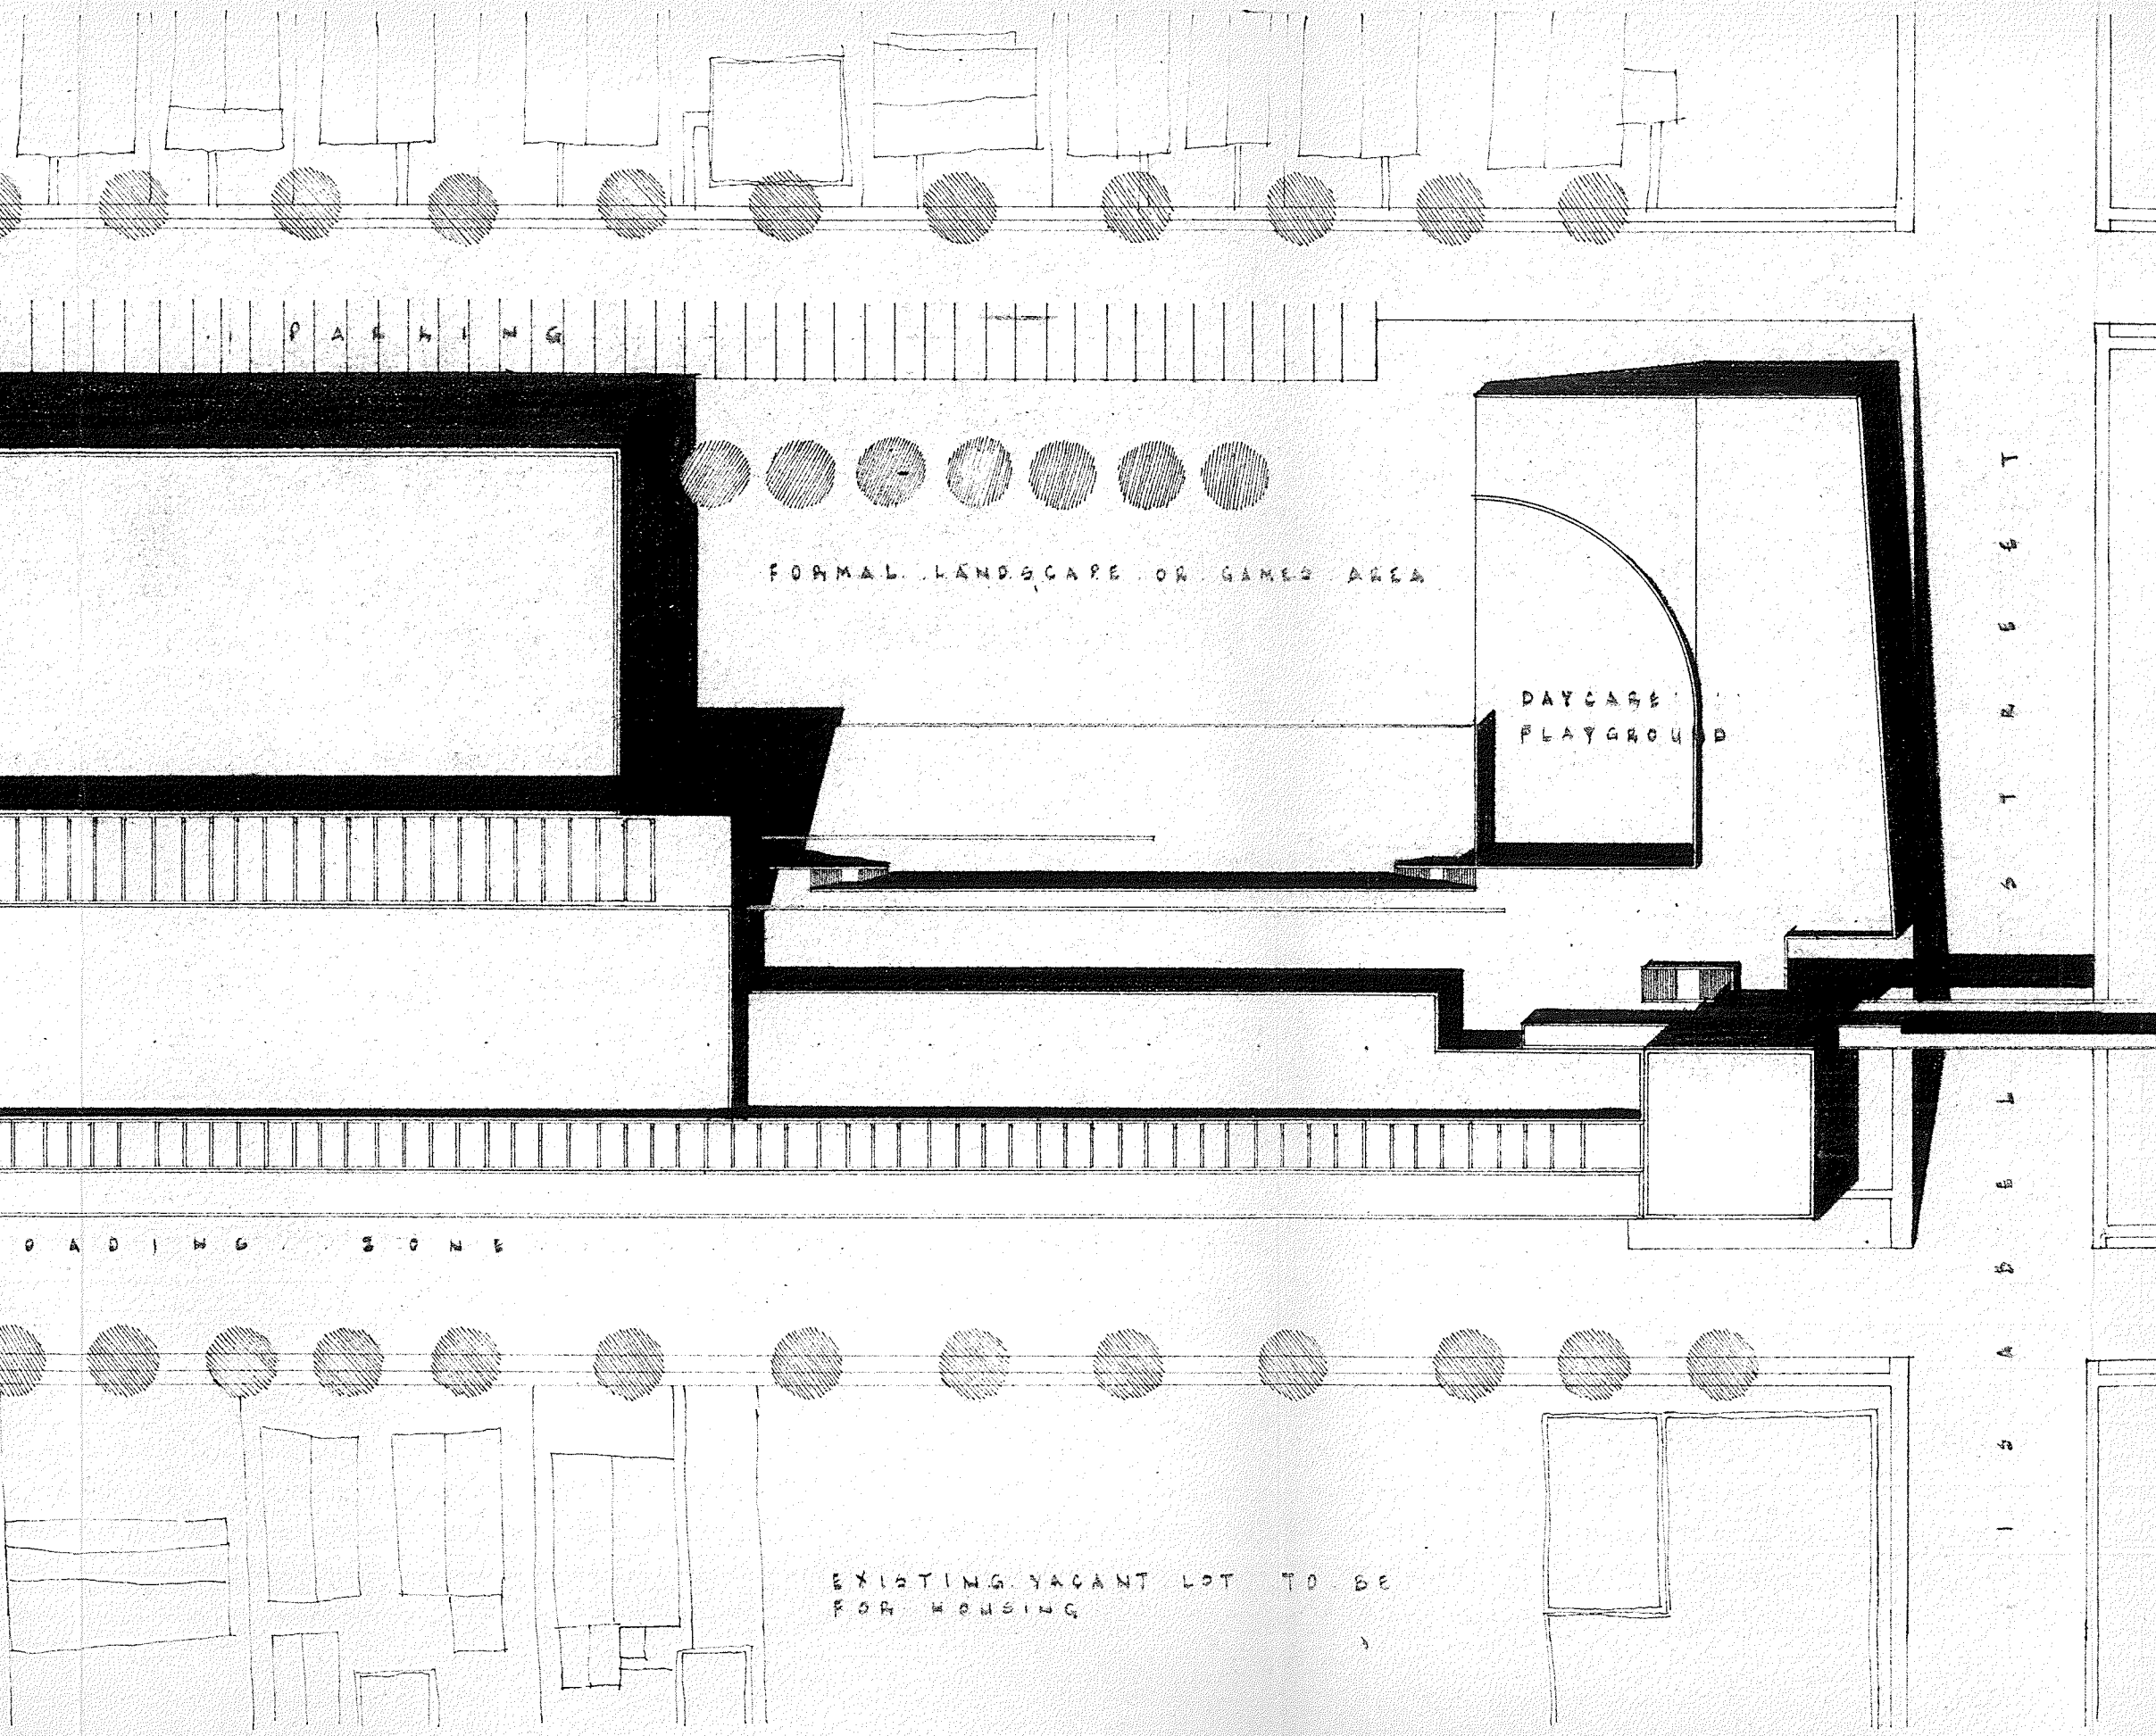 PARKING
FORMAL LANDSCAPE OR GAMES AREA
DAYCARE
PLAYGROUND
ISABEL STREET
OADING ZONE
EXISTING VACANT LOT TO BE
FOR HOUSING